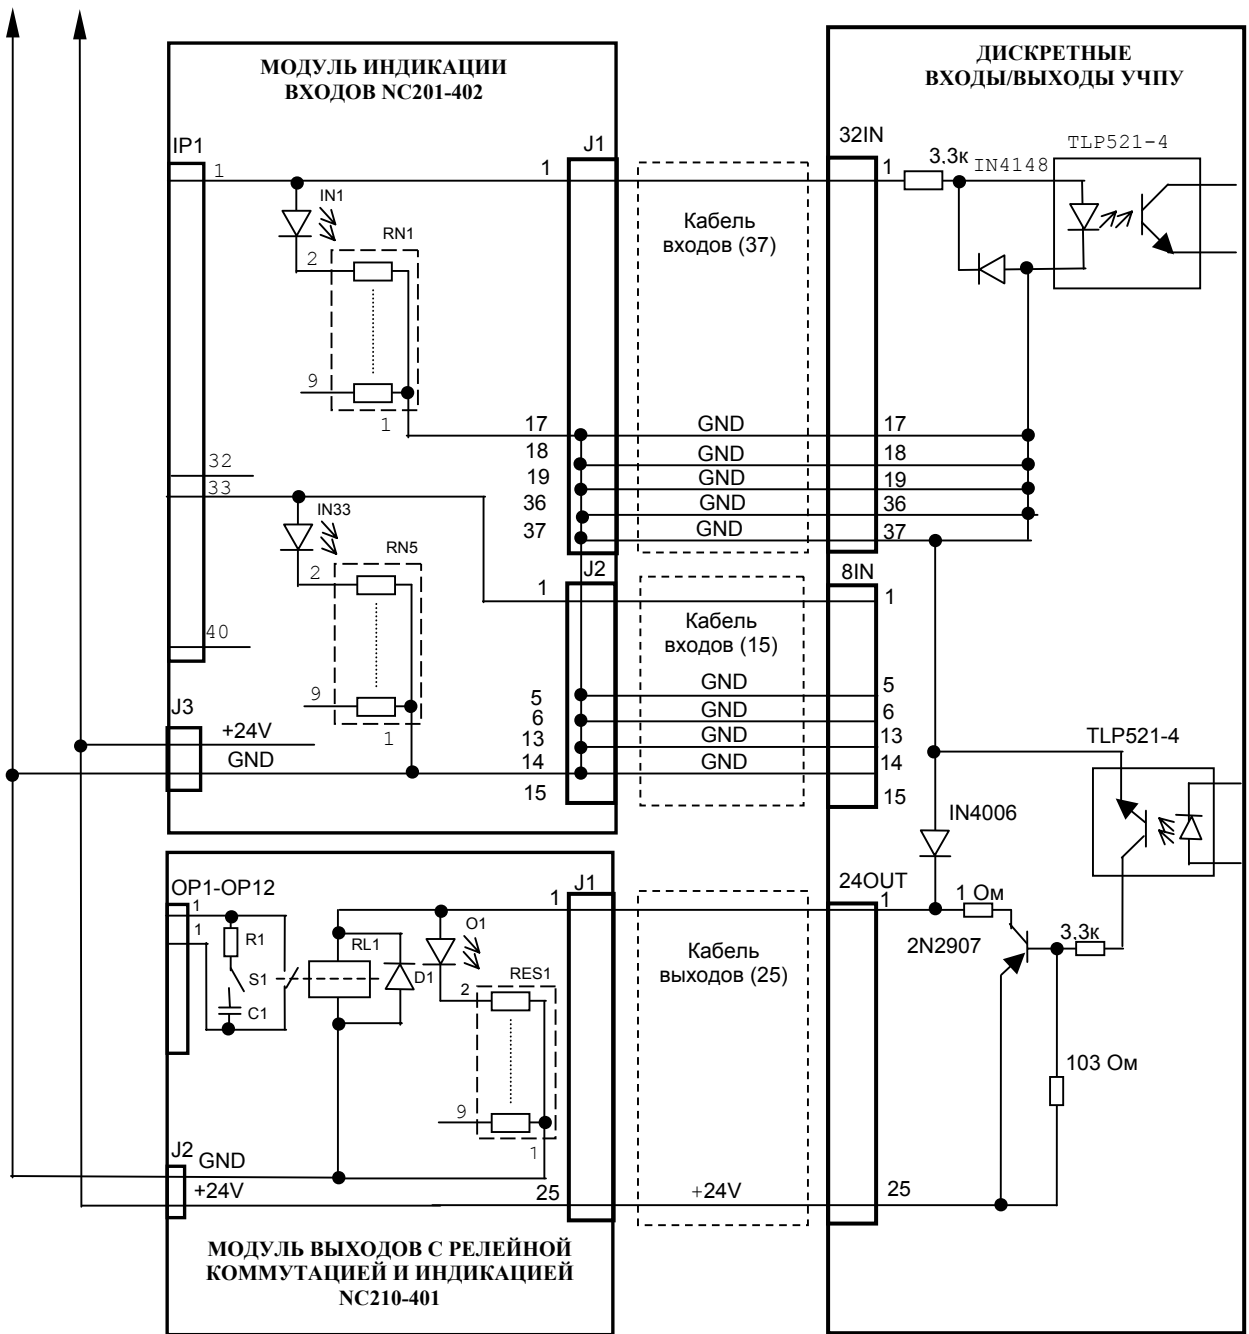 МОДУЛЬ ИНДИКАЦИИ
ВХОДОВ NC201-402
IP1
1
IN1
RN1
2
9
1
32
33
IN33
RN5
2
40
9
1
J3
+24V
GND
J1
1
17
18
19
36
37
J2
1
5
6
13
14
15
Кабель
входов (37)
GND
GND
GND
GND
GND
Кабель
входов (15)
GND
GND
GND
GND
ДИСКРЕТНЫЕ
ВХОДЫ/ВЫХОДЫ УЧПУ
32IN
1
3.3к
IN4148
TLP521-4
17
18
19
36
37
8IN
1
5
6
13
14
15
TLP521-4
IN4006
24OUT
1
1 Ом
2N2907
3.3к
103 Ом
25
OP1-OP12
1
1
R1
S1
C1
RL1
D1
O1
RES1
2
9
1
J1
1
Кабель
выходов (25)
J2
GND
+24V
25
+24V
МОДУЛЬ ВЫХОДОВ С РЕЛЕЙНОЙ
КОММУТАЦИЕЙ И ИНДИКАЦИЕЙ
NC210-401